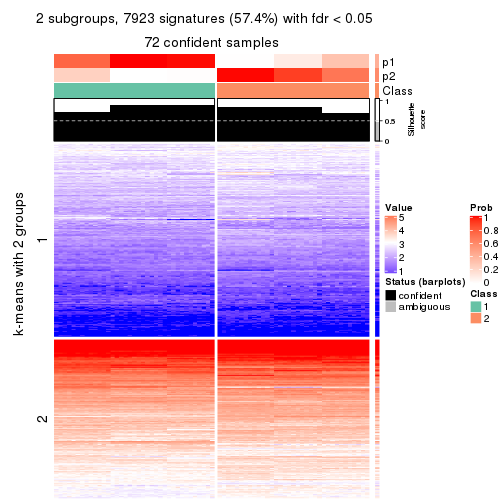 2 subgroups, 7923 signatures (57.4%) with fdr < 0.05
72 confident samples
p1
p2
Class
1
0.5
0
Silhouette
score
k-means with 2 groups
1
2
Value
5
4
3
2
1
Prob
1
0.8
0.6
0.4
0.2
0
Status (barplots)
confident
ambiguous
Class
1
2